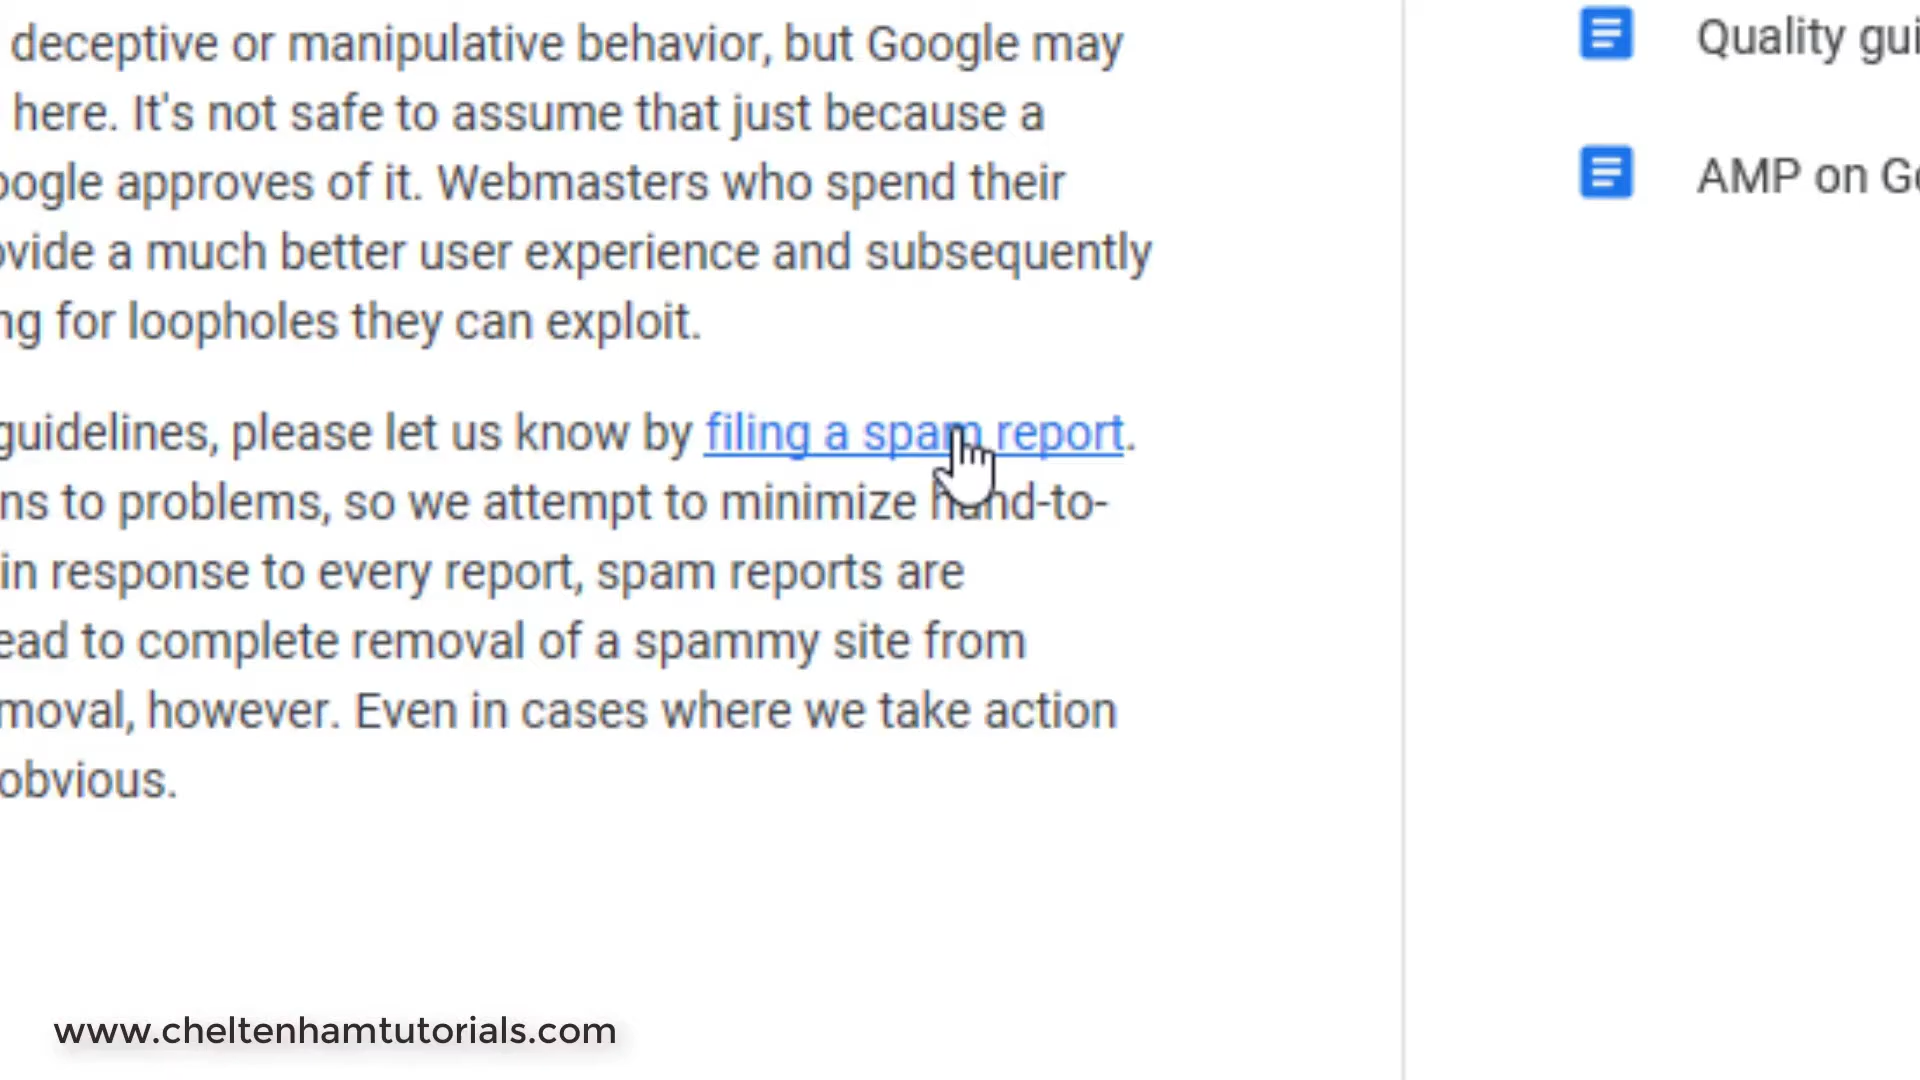 deceptive or manipulative behavior, but Google may
here. It's not safe to assume that just because a
oogle approves of it. Webmasters who spend their
ovide a much better user experience and subsequently
ng for loopholes they can exploit.
guidelines, please let us know by filing a spam report.
ns to problems, so we attempt to minimize hand-to-
in response to every report, spam reports are
ead to complete removal of a spammy site from
moval, however. Even in cases where we take action
obvious.
Quality gui
AMP on Go
www.cheltenhamtutorials.com